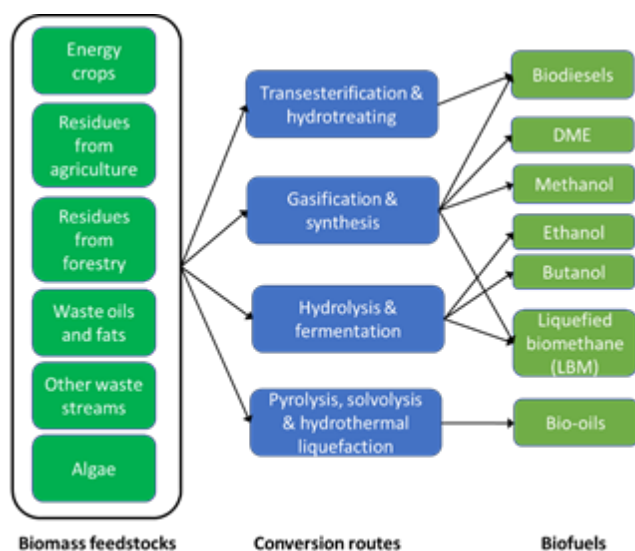 Energy
crops
Residues
from
agriculture
Residues
from
forestry
Waste oils
and fats
Other waste
streams
Algae
Biomass feedstocks
Transesterification &
hydrotreating
Gasification &
synthesis
Hydrolysis &
fermentation
Pyrolysis, solvolysis
& hydrothermal
liquefaction
Conversion routes
Biodiesels
DME
Methanol
Ethanol
Butanol
Liquefied
biomethane
(LBM)
Bio-oils
Biofuels